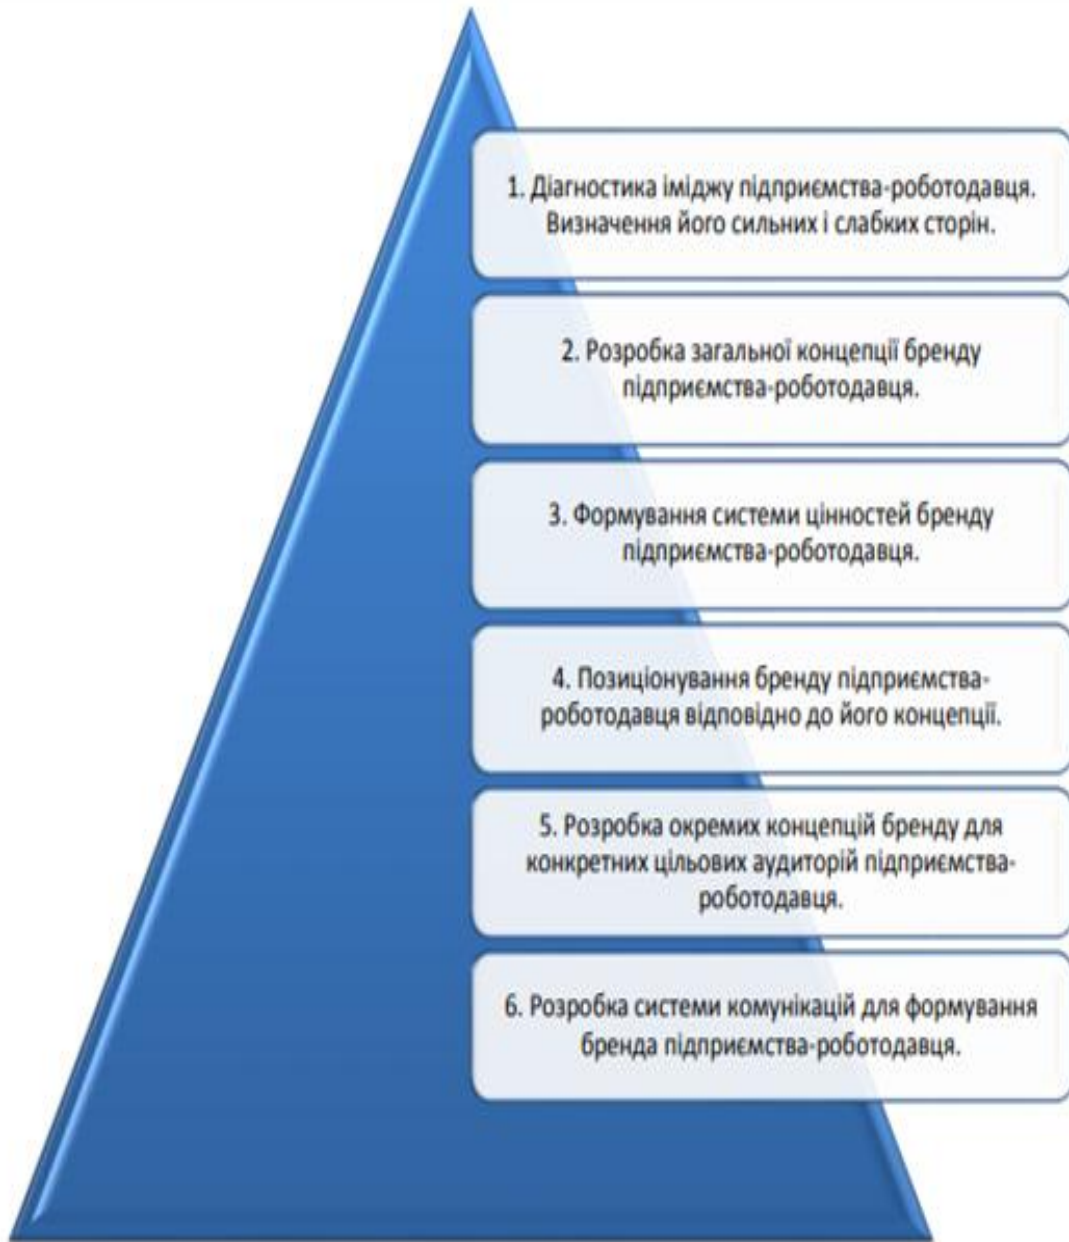 1. Діагностика іміджу підприємства-роботодавця.
Визначення його сильних і слабких сторін.
2. Розробка загальної концепції бренду
підприємства-роботодавця.
3. Формування системи цінностей бренду
підприємства-роботодавця.
4. Позиціонування бренду підприємства-
роботодавця відповідно до його концепції.
5. Розробка окремих концепцій бренду для
конкретних цільових аудиторій підприємства-
роботодавця.
6. Розробка системи комунікацій для формування
бренда підприємства-роботодавця.